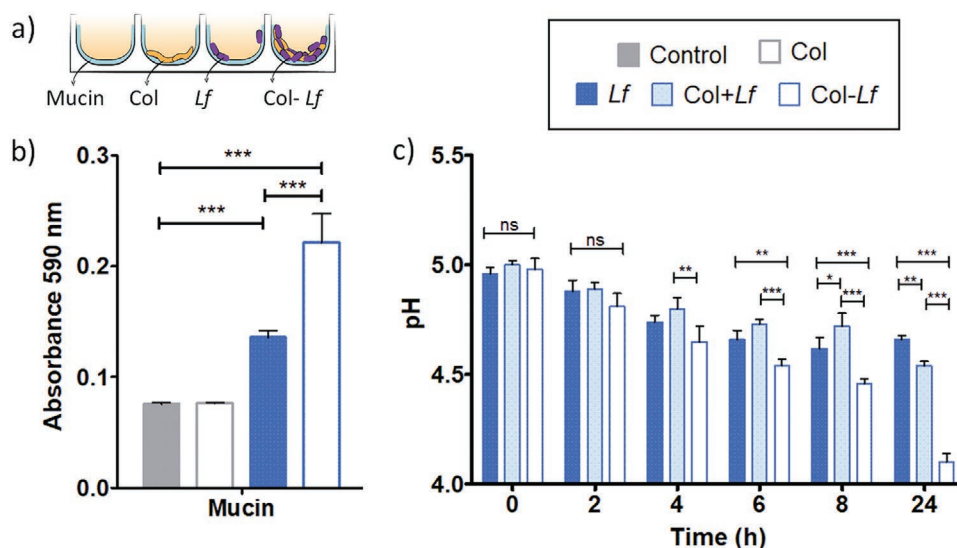 a)
Mucin Col Lf Col- Lf
Control Col
Lf Col+Lf Col-Lf
b)
Absorbance 590 nm
0.3
0.2
0.1
0.0
***
***
***
Mucin
c)
pH
5.5
5.0
4.5
4.0
ns
ns
**
**
***
***
*
***
***
**
***
0 2 4 6 8 24
Time (h)